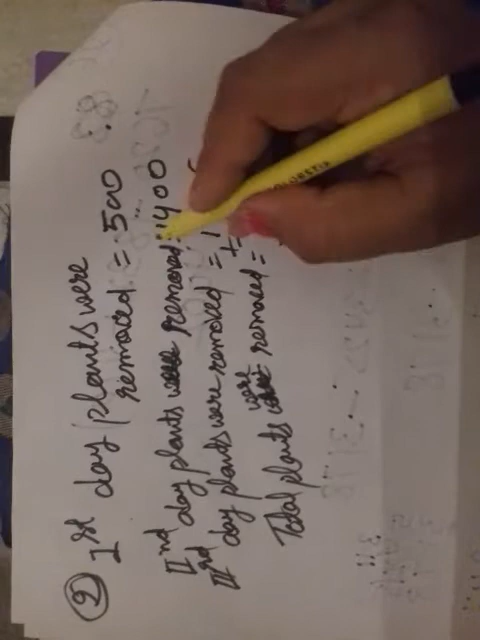 ②
1st day plants were
removed = 500
IInd day plants were removed = 1400
IIIrd day plants were removed =
Total plants were removed =